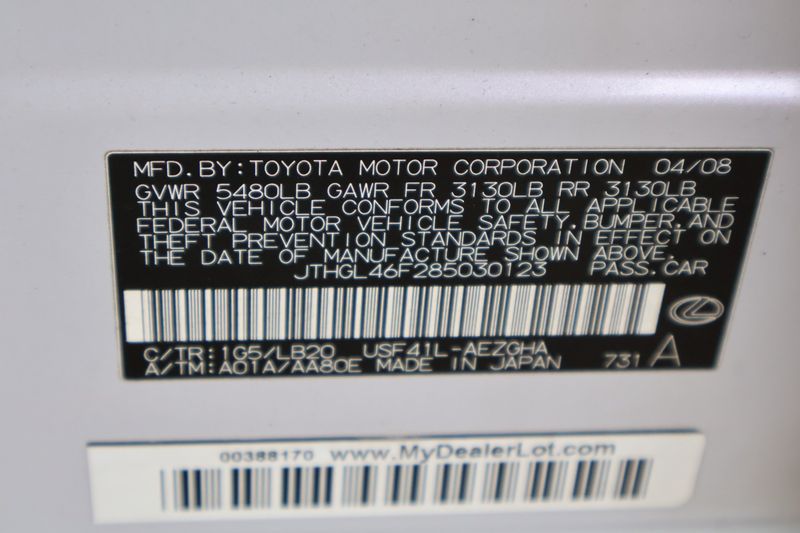 MFD.BY:TOYOTA MOTOR CORPORATION 04/08
GVWR 5480LB GAWR FR 3130LB RR 3130LB
THIS VEHICLE CONFORMS TO ALL APPLICABLE
FEDERAL MOTOR VEHICLE SAFETY,BUMPER,AND
THEFT PREVENTION STANDARDS IN EFFECT ON
THE DATE OF MANUFACTURE SHOWN ABOVE.
JTHGL46F285030123 PASS.CAR
C/TR:1G5/LB20 USF41L-AEZGHA
A/TM:A01A/AA80E MADE IN JAPAN 731 A
00388170 www.MyDealerLot.com